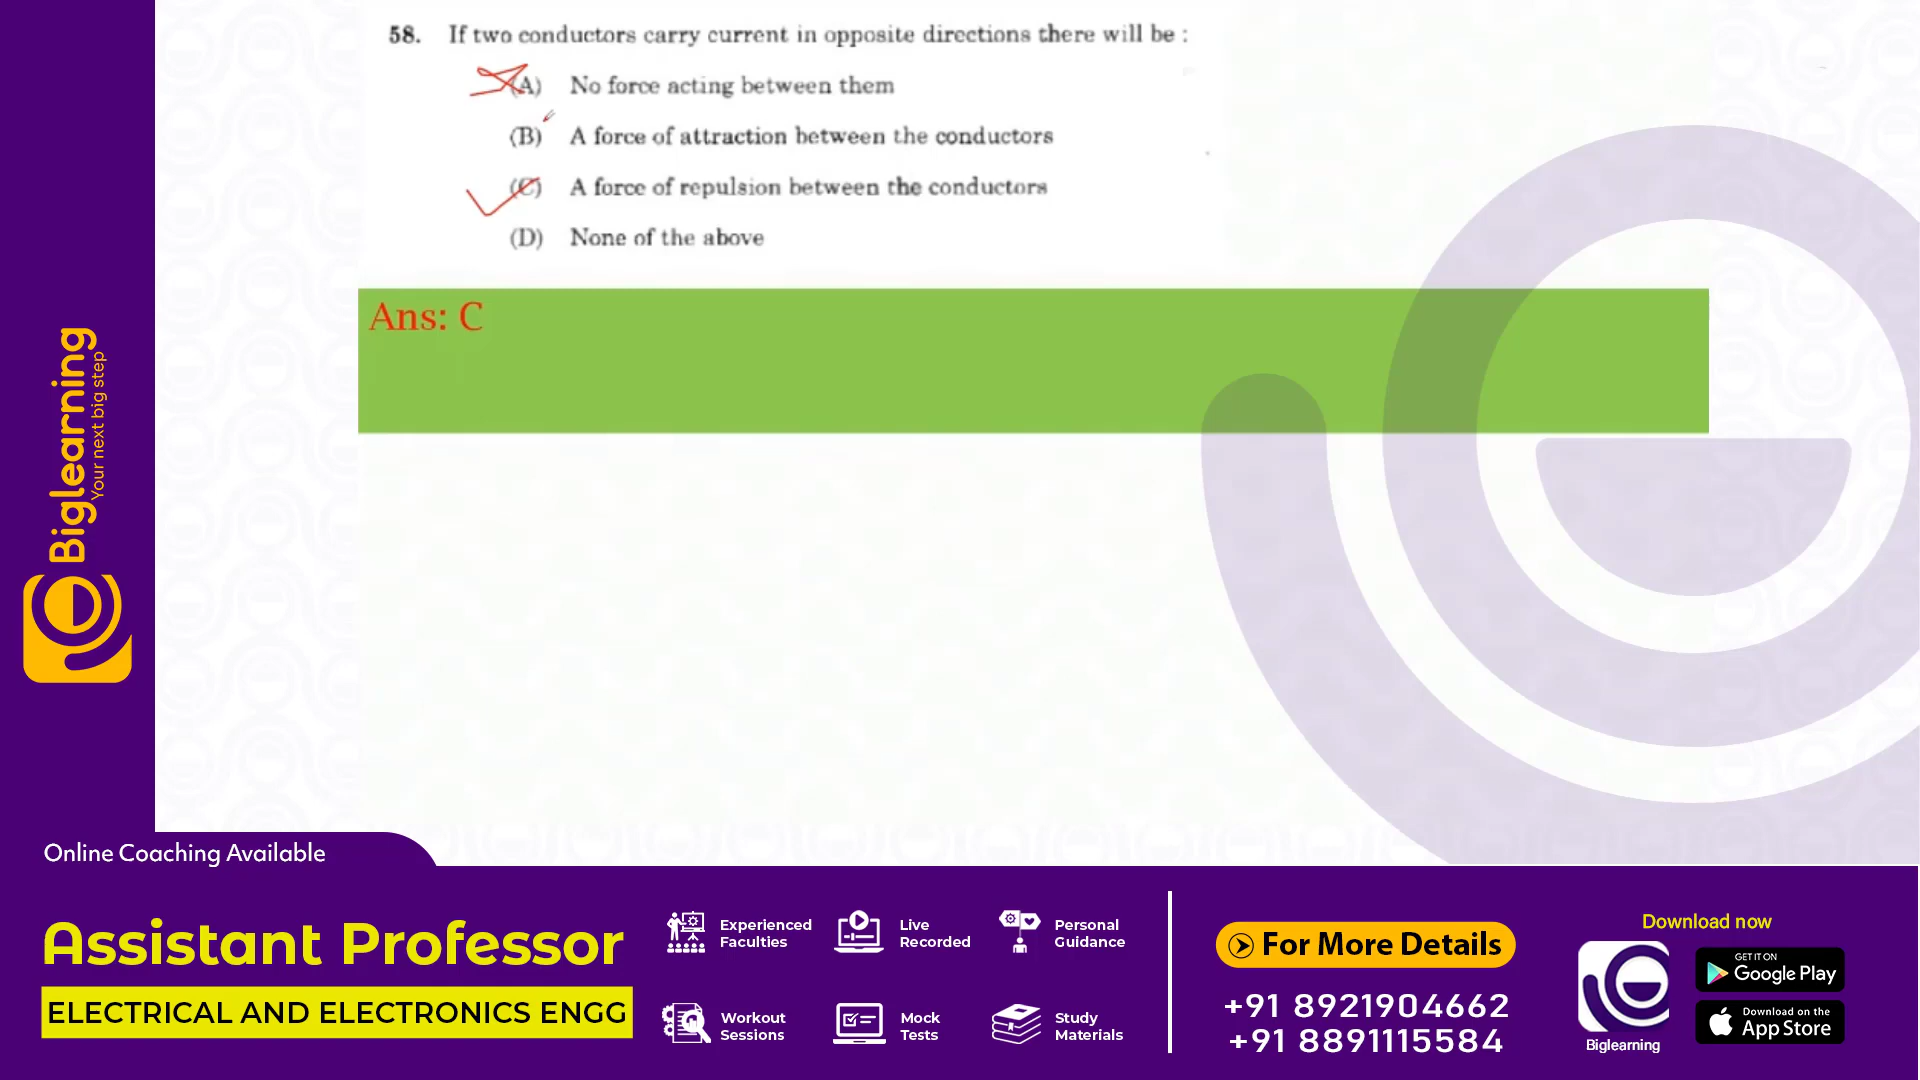 58. If two conductors carry current in opposite directions there will be :
(A) No force acting between them
(B) A force of attraction between the conductors
(C) A force of repulsion between the conductors
(D) None of the above
Ans: C
Biglearning
Your next big step
Online Coaching Available
Assistant Professor
ELECTRICAL AND ELECTRONICS ENGG
Experienced
Faculties
Live
Recorded
Personal
Guidance
Workout
Sessions
Mock
Tests
Study
Materials
For More Details
+91 8921904662
+91 8891115584
Download now
Biglearning
GET IT ON
Google Play
Download on the
App Store